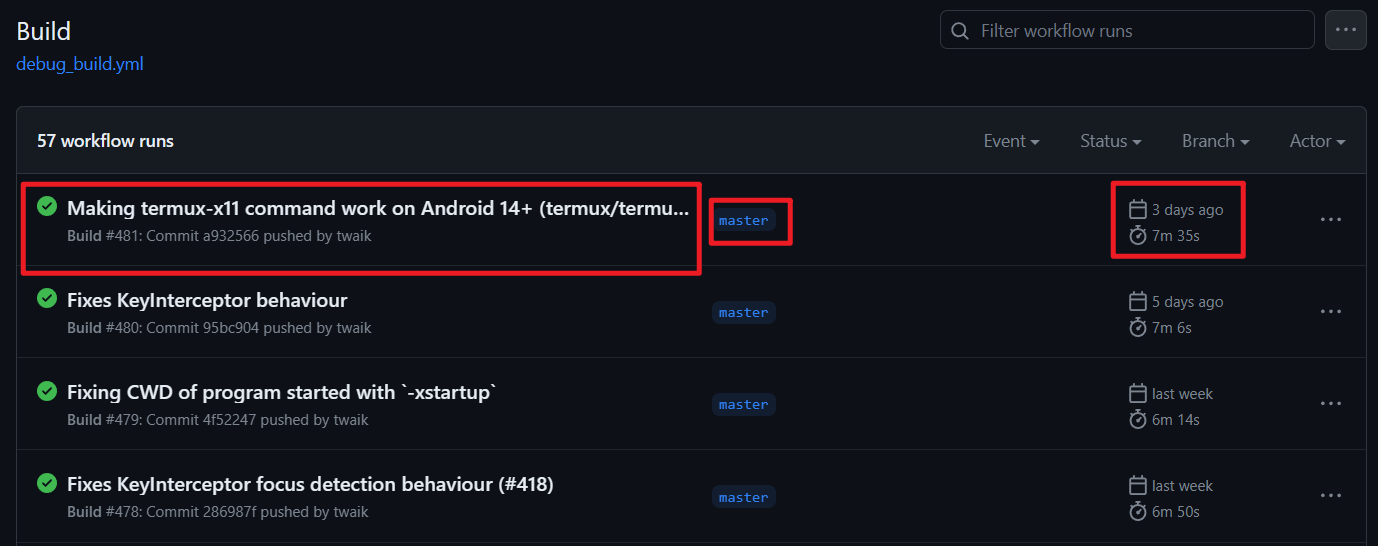 Build
Filter workflow runs
debug_build.yml
57 workflow runs
Event
Status
Branch
Actor
Making termux-x11 command work on Android 14+ (termux/termu...
master
3 days ago
Build #481: Commit a932566 pushed by twaik
7m 35s
Fixes KeyInterceptor behaviour
master
5 days ago
Build #480: Commit 95bc904 pushed by twaik
7m 6s
Fixing CWD of program started with `-xstartup`
master
last week
Build #479: Commit 4f52247 pushed by twaik
6m 14s
Fixes KeyInterceptor focus detection behaviour (#418)
master
last week
Build #478: Commit 286987f pushed by twaik
6m 50s